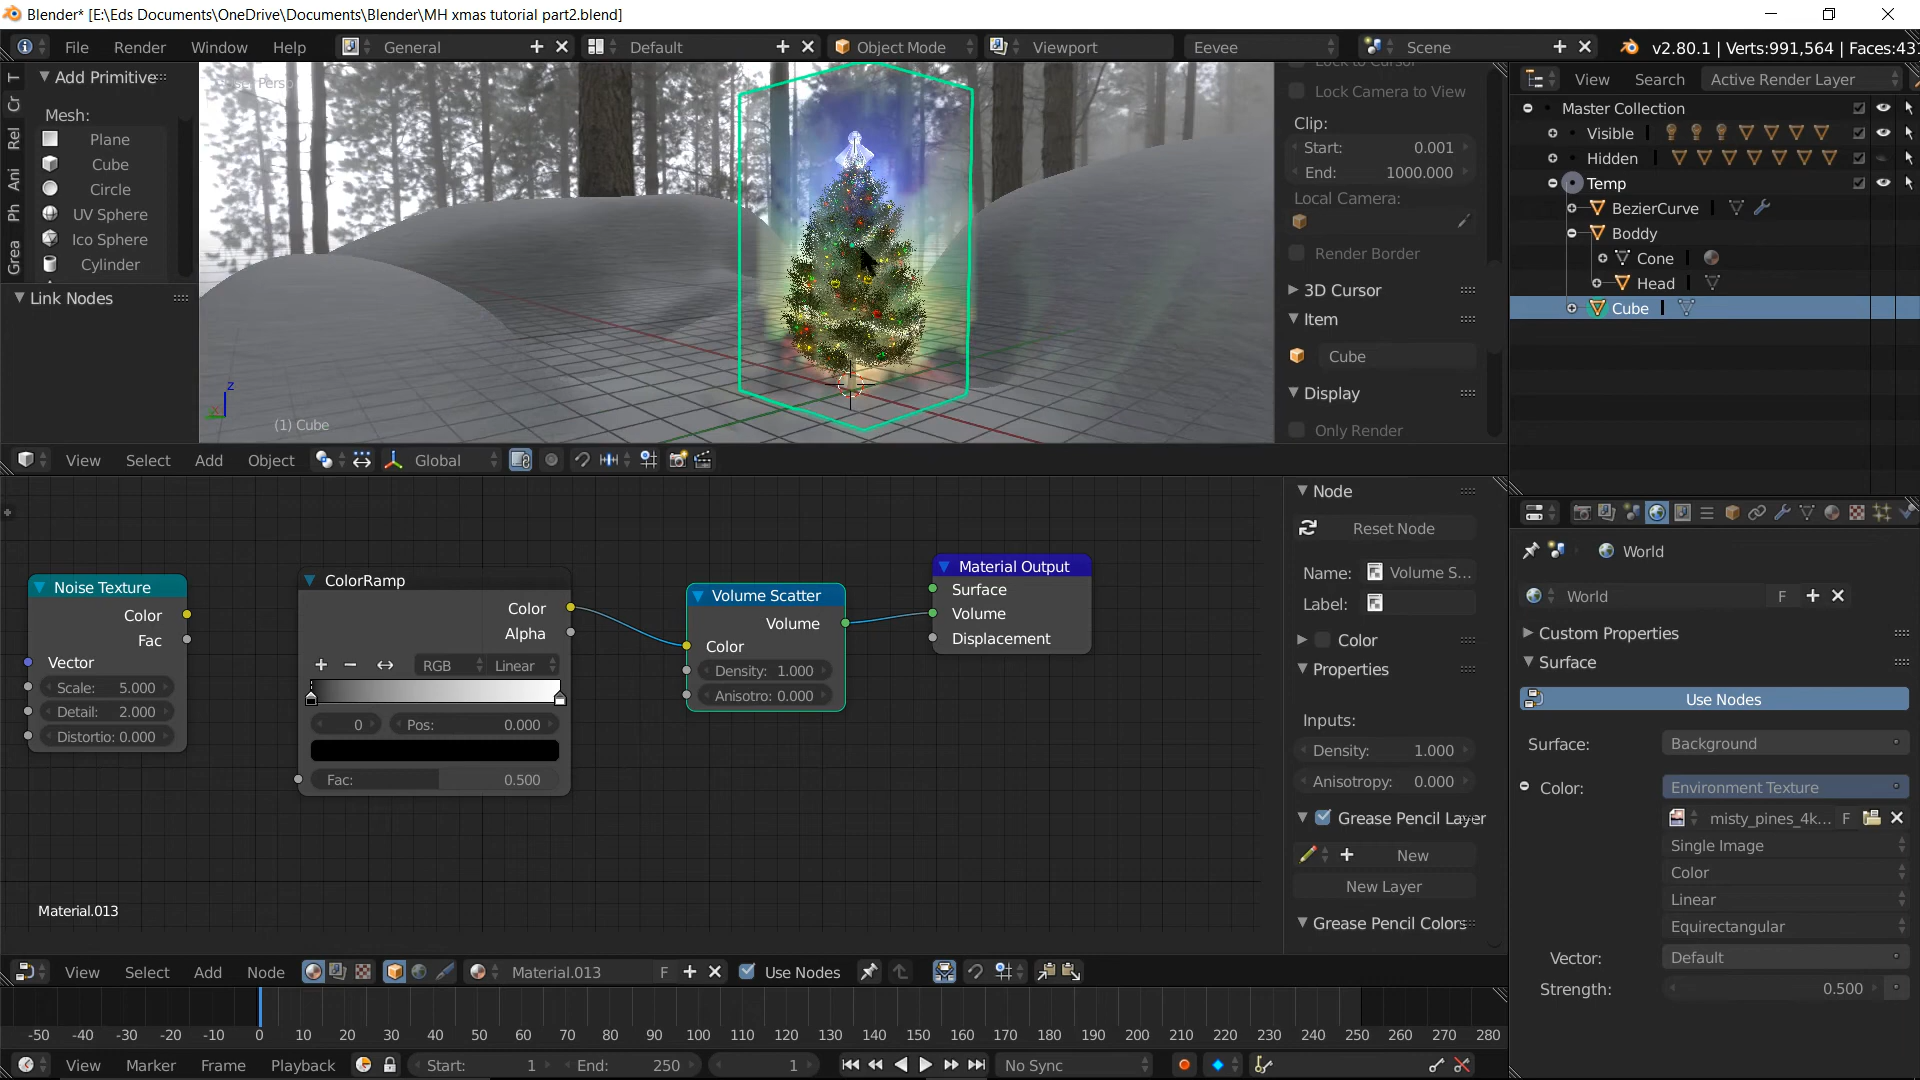 Blender* [E:\Eds Documents\OneDrive\Documents\Blender\MH xmas tutorial part2.blend]
File Render Window Help General Default Object Mode Viewport Eevee Scene v2.80.1 | Verts:991,564 | Faces:431
Add Primitive
Mesh:
Plane
Cube
Circle
UV Sphere
Ico Sphere
Cylinder
Link Nodes
T
Cr
Rel
Ani
Ph
Grea
Z
(1) Cube
Lock to Cursor
Lock Camera to View
Clip:
Start: 0.001
End: 1000.000
Local Camera:
Render Border
3D Cursor
Item
Cube
Display
Only Render
View Search Active Render Layer
Master Collection
Visible
Hidden
Temp
BezierCurve
Boddy
Cone
Head
Cube
View Select Add Object Global
Noise Texture
Color
Fac
Vector
Scale: 5.000
Detail: 2.000
Distortio: 0.000
ColorRamp
Color
Alpha
RGB Linear
0 Pos: 0.000
Fac: 0.500
Volume Scatter
Volume
Color
Density: 1.000
Anisotro: 0.000
Material Output
Surface
Volume
Displacement
Material.013
Node
Reset Node
Name: Volume S...
Label:
Color
Properties
Inputs:
Density: 1.000
Anisotropy: 0.000
Grease Pencil Layer
New
New Layer
Grease Pencil Colors
World
World F
Custom Properties
Surface
Use Nodes
Surface: Background
Color: Environment Texture
misty_pines_4k... F
Single Image
Color
Linear
Equirectangular
Vector: Default
Strength: 0.500
View Select Add Node Material.013 F Use Nodes
-50 -40 -30 -20 -10 0 10 20 30 40 50 60 70 80 90 100 110 120 130 140 150 160 170 180 190 200 210 220 230 240 250 260 270 280
View Marker Frame Playback Start: 1 End: 250 1 No Sync